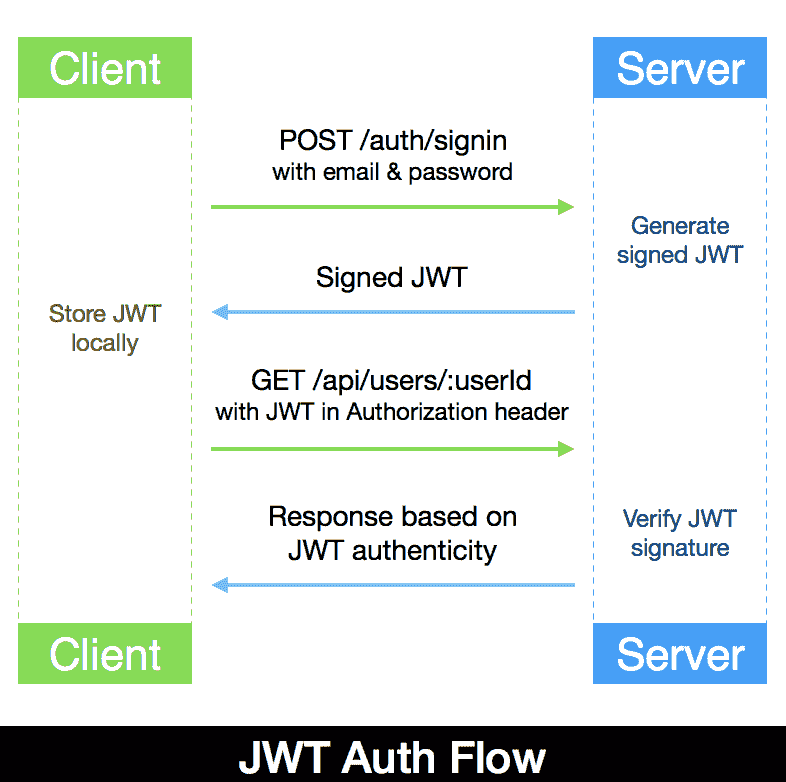 Client
Server
POST /auth/signin
with email & password
Generate
signed JWT
Signed JWT
Store JWT
locally
GET /api/users/:userId
with JWT in Authorization header
Response based on
JWT authenticity
Verify JWT
signature
Client
Server
JWT Auth Flow